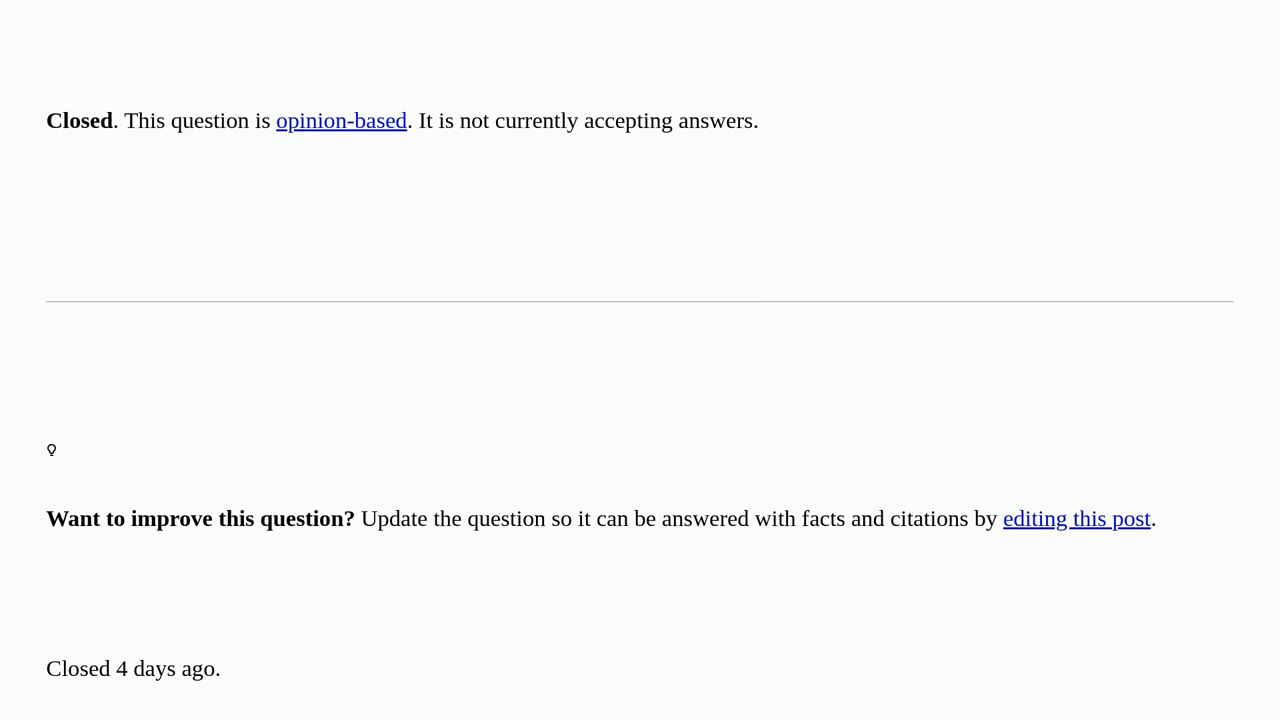 Closed. This question is opinion-based. It is not currently accepting answers.
Want to improve this question? Update the question so it can be answered with facts and citations by editing this post.
Closed 4 days ago.